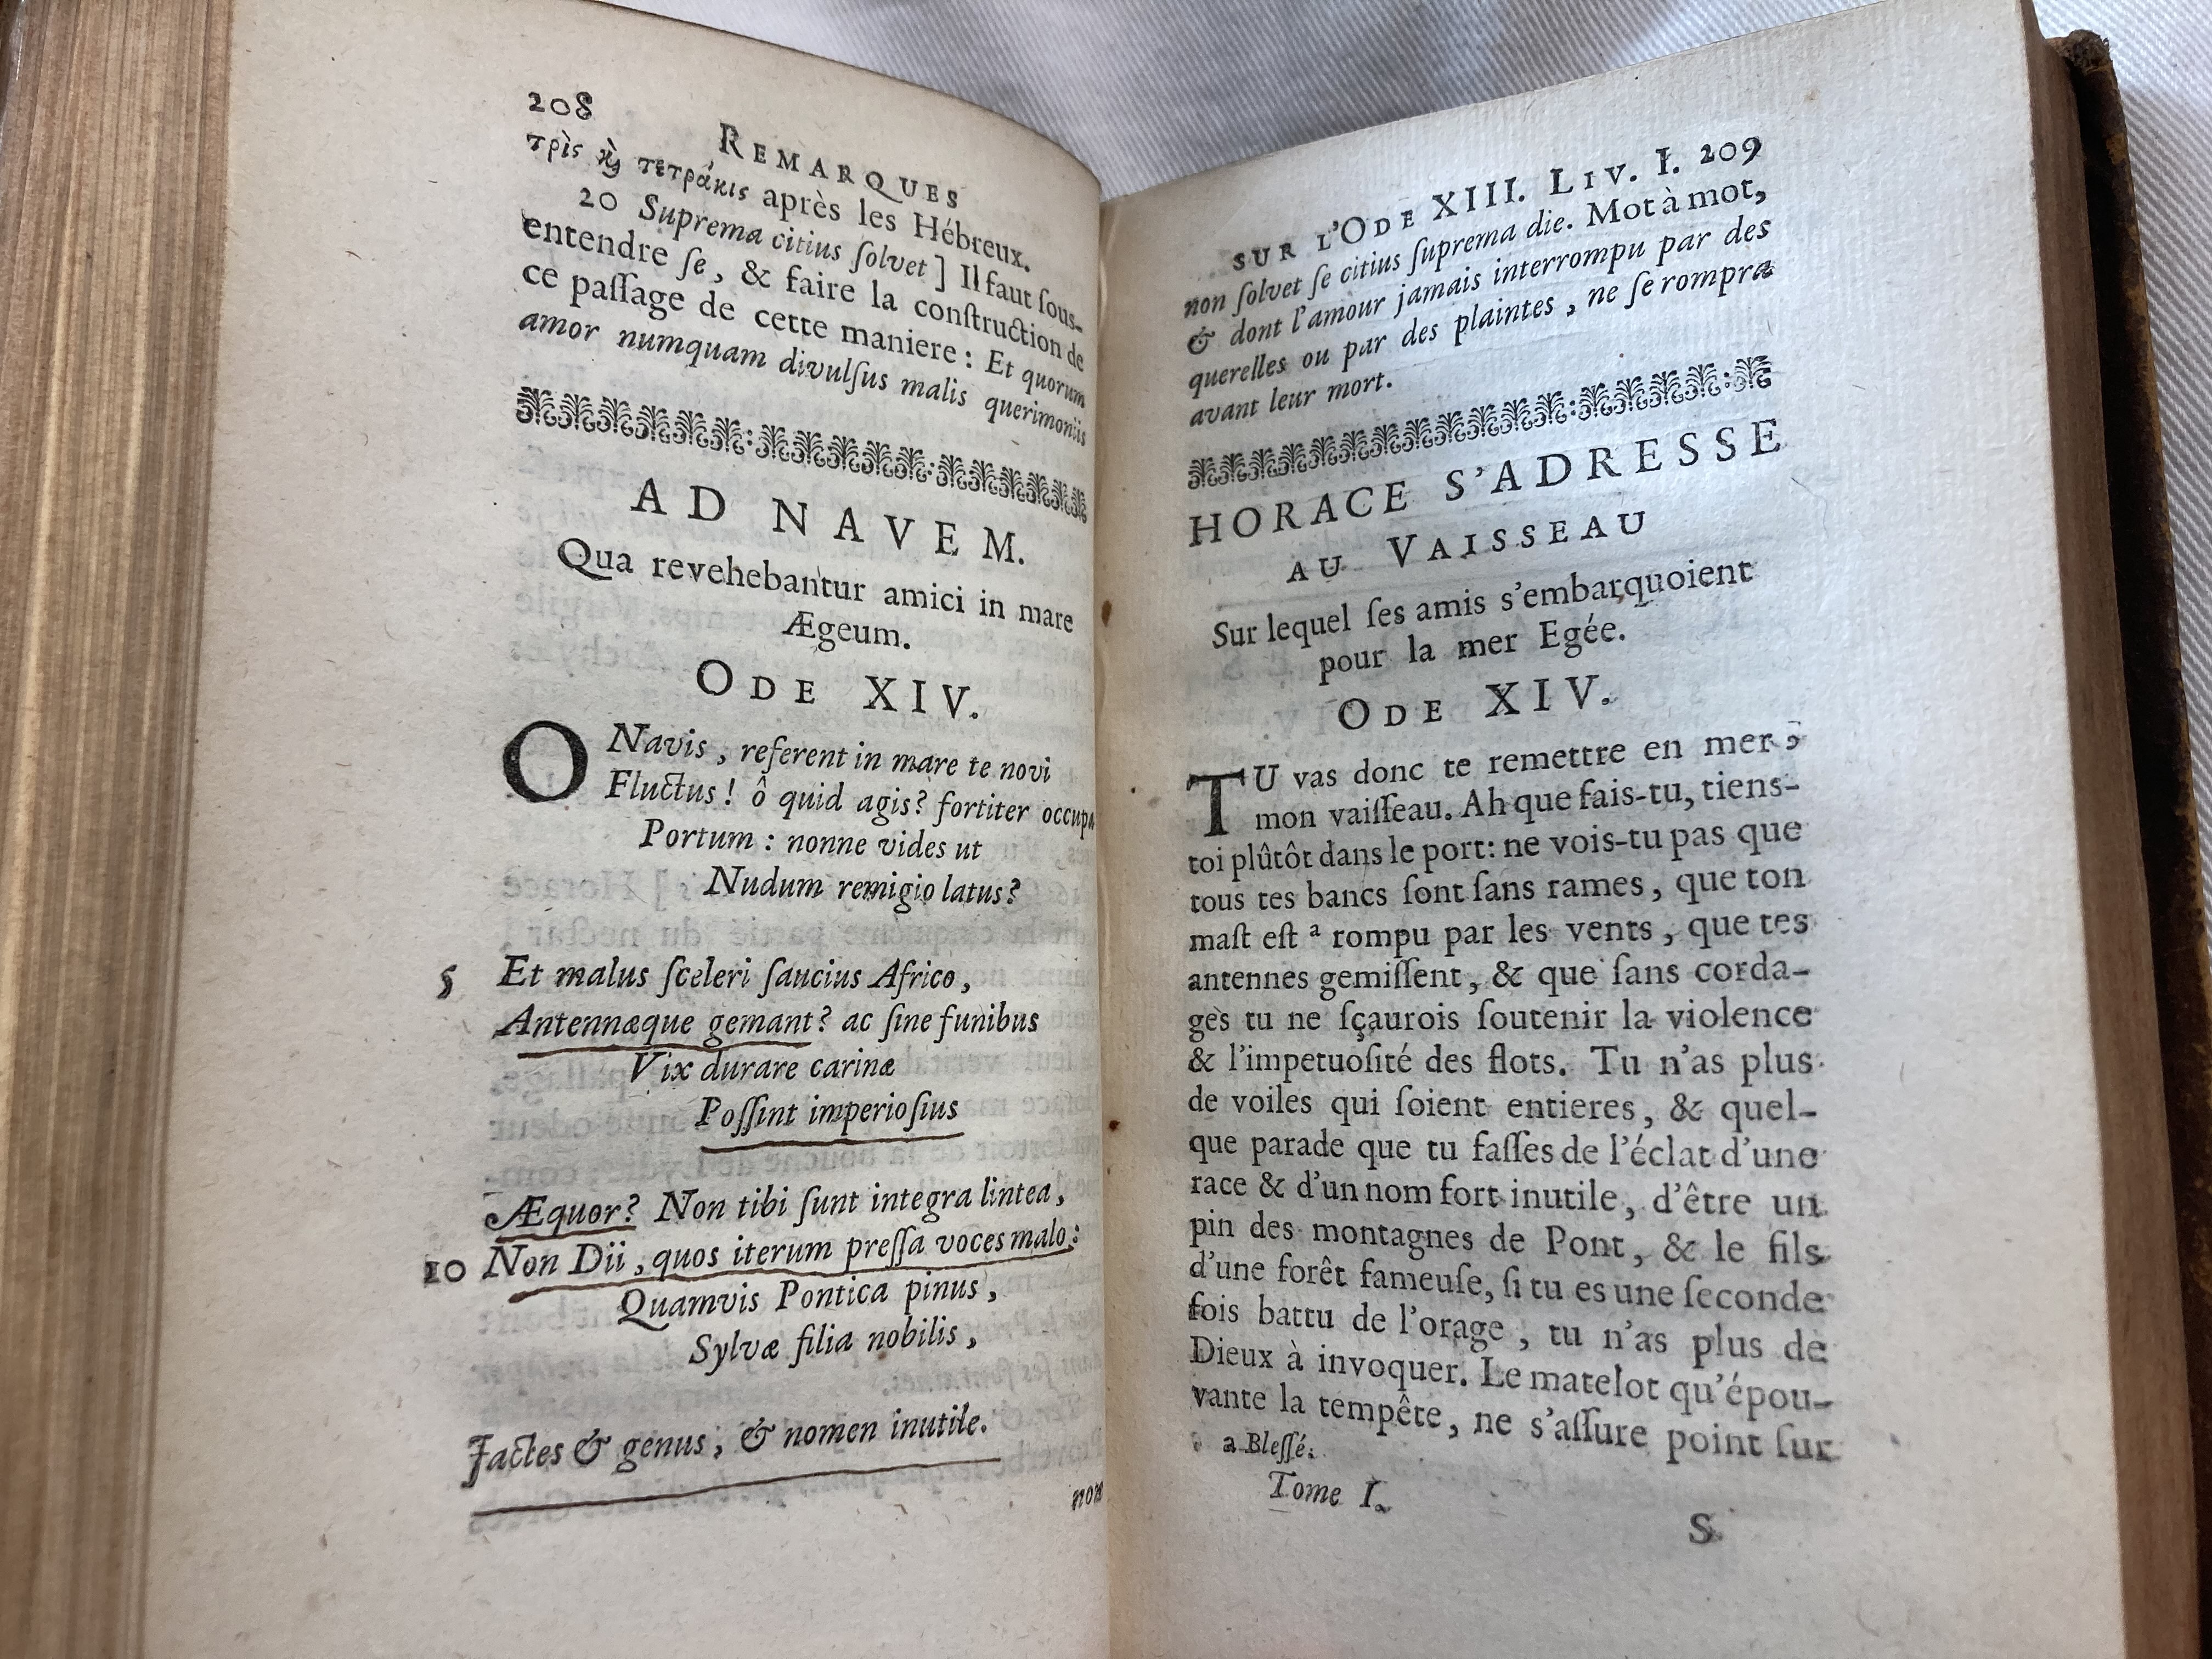 208
REMARQUES
τρὶς ϗ τετράκις après les Hébreux.
20 Suprema citius ſolvet ] Il faut ſous-
entendre ſe, & faire la conſtruction de
ce paſſage de cette maniere : Et quorum
amor numquam divulſus malis querimoniis
AD NAVEM.
Qua revehebantur amici in mare
Ægeum.
ODE XIV.
O Navis, referent in mare te novi
Fluctus ! ô quid agis? fortiter occupa
Portum : nonne vides ut
Nudum remigio latus?
5 Et malus ſceleri ſaucius Africo,
Antennæque gemant? ac ſine funibus
Vix durare carinæ
Poſſint imperioſius
Æquor? Non tibi ſunt integra lintea,
10 Non Dii, quos iterum preſſa voces malo:
Quamvis Pontica pinus,
Sylvæ filia nobilis,
Jactes & genus, & nomen inutile.
non
SUR L'ODE XIII. LIV. I. 209
non ſolvet ſe citius ſuprema die. Mot à mot,
& dont l'amour jamais interrompu par des
querelles ou par des plaintes, ne ſe rompra
avant leur mort.
HORACE S'ADRESSE
AU VAISSEAU
Sur lequel ſes amis s'embarquoient
pour la mer Egée.
ODE XIV.
TU vas donc te remettre en mer,
mon vaiſſeau. Ah que fais-tu, tiens-
toi plûtôt dans le port: ne vois-tu pas que
tous tes bancs ſont ſans rames, que ton
maſt eſt a rompu par les vents, que tes
antennes gemiſſent, & que ſans corda-
ges tu ne ſçaurois ſoutenir la violence
& l'impetuoſité des flots. Tu n'as plus
de voiles qui ſoient entieres, & quel-
que parade que tu faſſes de l'éclat d'une
race & d'un nom fort inutile, d'être un
pin des montagnes de Pont, & le fils
d'une forêt fameuſe, ſi tu es une ſeconde
fois battu de l'orage, tu n'as plus de
Dieux à invoquer. Le matelot qu'épou-
vante la tempête, ne s'aſſure point ſur
a Bleſſé.
Tome I.
S